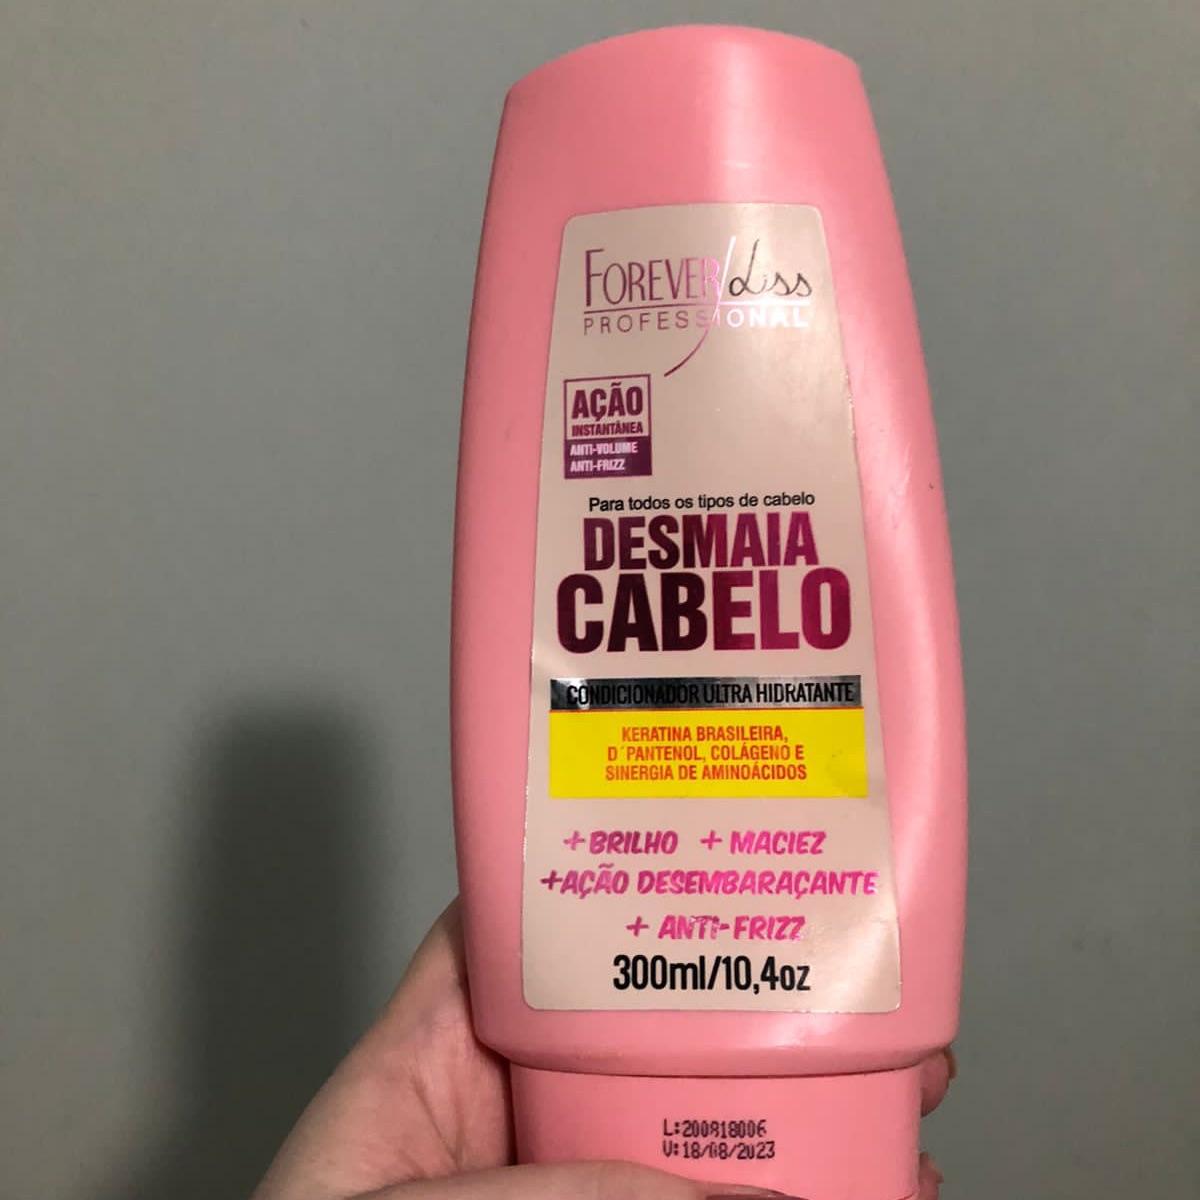 FOREVER Liss
PROFESSIONAL
AÇÃO
INSTANTÂNEA
ANTI-VOLUME
ANTI-FRIZZ
Para todos os tipos de cabelo
DESMAIA
CABELO
CONDICIONADOR ULTRA HIDRATANTE
KERATINA BRASILEIRA,
D´PANTENOL, COLÁGENO E
SINERGIA DE AMINOÁCIDOS
+ BRILHO + MACIEZ
+AÇÃO DESEMBARAÇANTE
+ ANTI-FRIZZ
300ml/10,4oz
L:200818006
V:18/08/2023